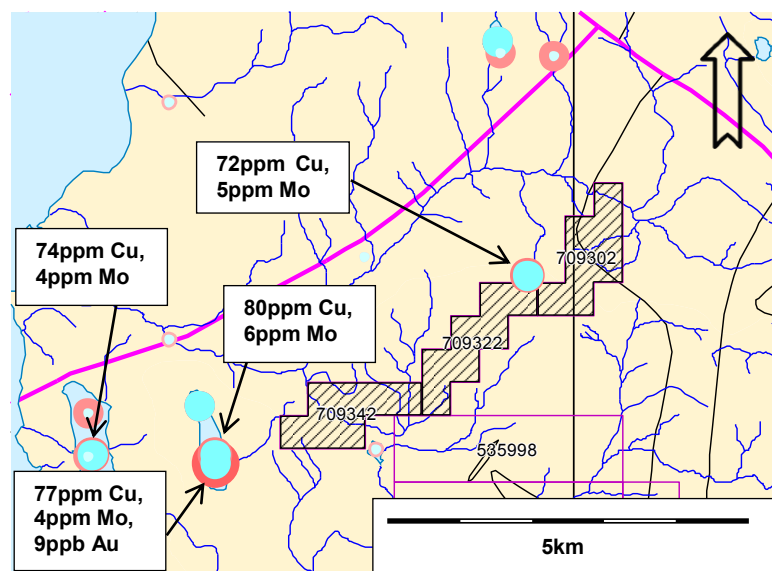 72ppm Cu,
5ppm Mo
74ppm Cu,
4ppm Mo
709302
80ppm Cu,
6ppm Mo
709322
709342
535998
77ppm Cu,
4ppm Mo,
9ppb Au
5km